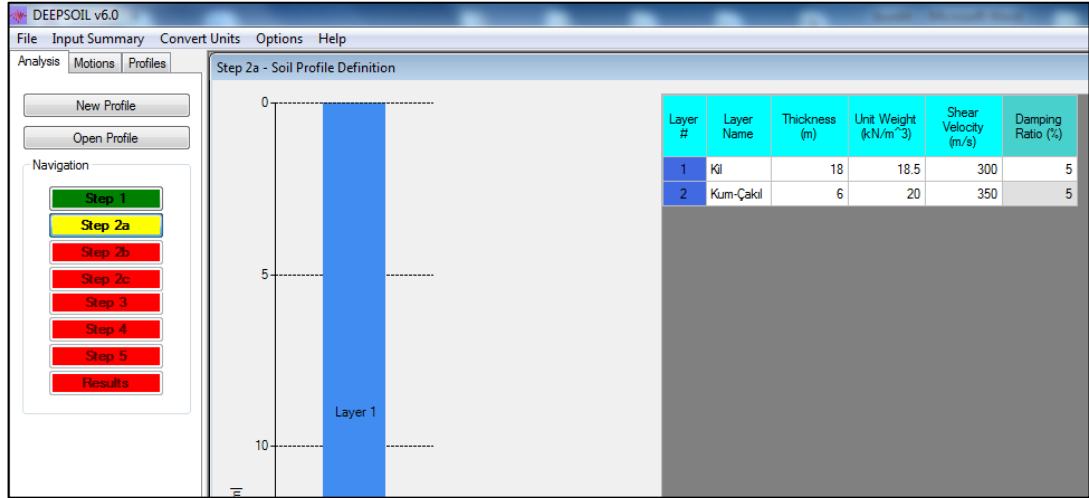 DEEPSOIL v6.0
File Input Summary Convert Units Options Help
Analysis Motions Profiles
Step 2a - Soil Profile Definition
New Profile
Open Profile
Navigation
Step 1
Step 2a
Step 2b
Step 2c
Step 3
Step 4
Step 5
Results
0
5
10
Layer 1
Layer # Layer Name Thickness (m) Unit Weight (kN/m^3) Shear Velocity (m/s) Damping Ratio (%)
1 Kil 18 18.5 300 5
2 Kum-Çakıl 6 20 350 5